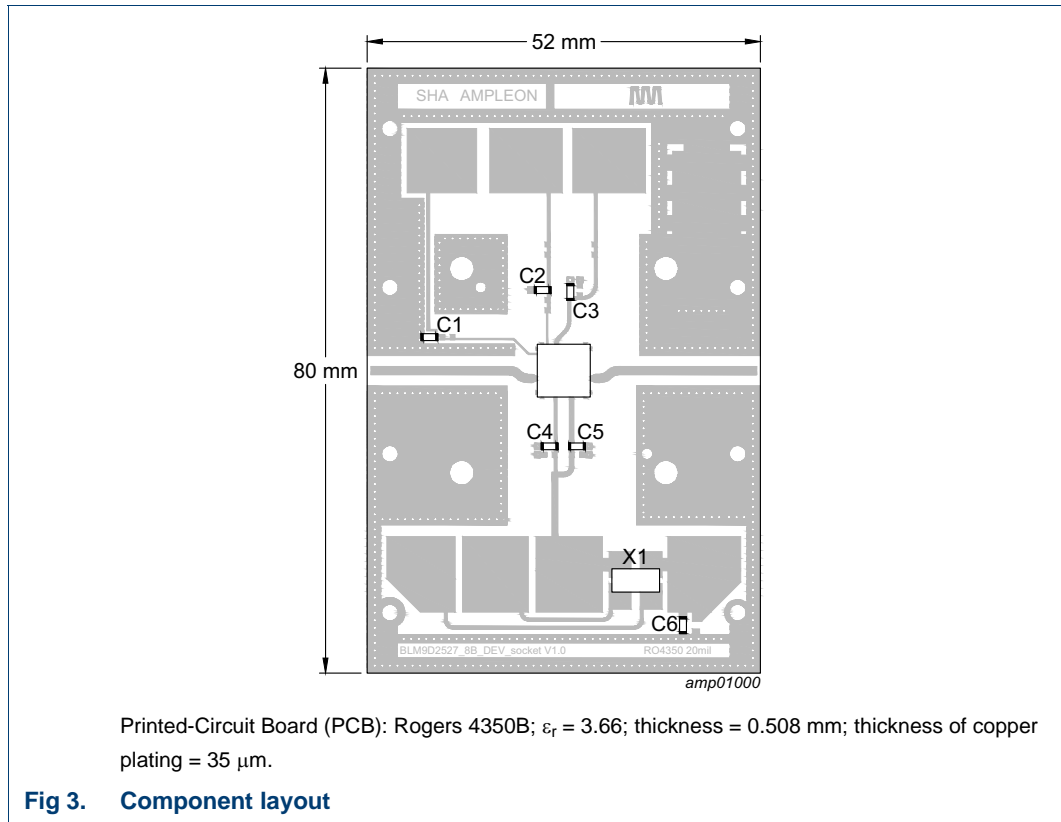 52 mm
SHA AMPLEON
C2
C3
C1
80 mm
C4 C5
X1
C6
BLM9D2527_8B_DEV_socket V1.0 RO4350 20mil
amp01000
Printed-Circuit Board (PCB): Rogers 4350B; εr = 3.66; thickness = 0.508 mm; thickness of copper
plating = 35 μm.
Fig 3. Component layout